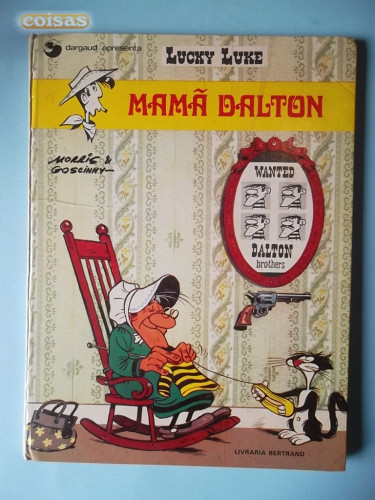 coisas
dargaud apresenta
LUCKY LUKE
MAMÃ DALTON
MORRIS &
GOSCINNY
WANTED
DALTON
brothers
LIVRARIA BERTRAND